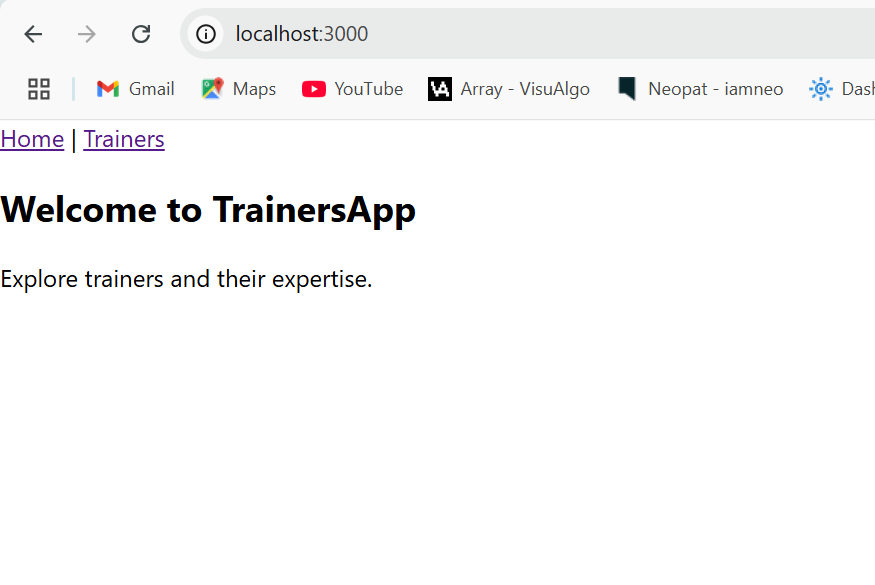 localhost:3000
Gmail Maps YouTube VA Array - VisuAlgo Neopat - iamneo Dash
Home | Trainers
Welcome to TrainersApp
Explore trainers and their expertise.